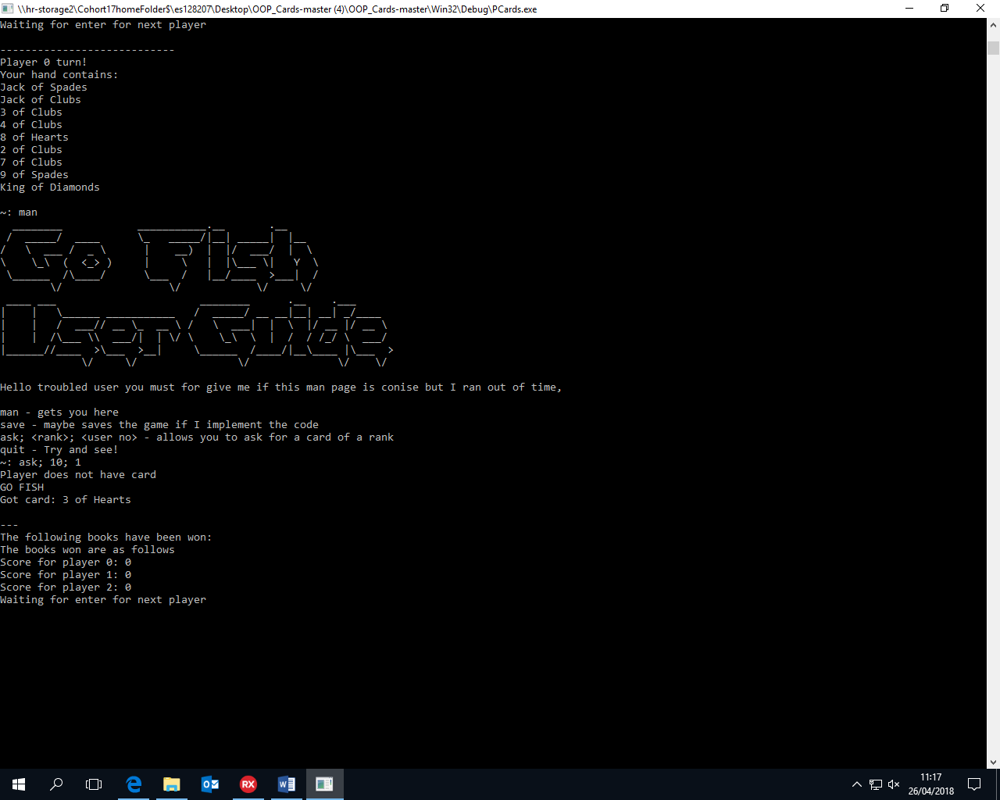 \\hr-storage2\Cohort17homeFolder$\es128207\Desktop\OOP_Cards-master (4)\OOP_Cards-master\Win32\Debug\PCards.exe
Waiting for enter for next player
----------------------------
Player 0 turn!
Your hand contains:
Jack of Spades
Jack of Clubs
3 of Clubs
4 of Clubs
8 of Hearts
2 of Clubs
7 of Clubs
9 of Spades
King of Diamonds
~: man
Go Fish
User Guide
Hello troubled user you must for give me if this man page is conise but I ran out of time,
man - gets you here
save - maybe saves the game if I implement the code
ask; <rank>; <user no> - allows you to ask for a card of a rank
quit - Try and see!
~: ask; 10; 1
Player does not have card
GO FISH
Got card: 3 of Hearts
---
The following books have been won:
The books won are as follows
Score for player 0: 0
Score for player 1: 0
Score for player 2: 0
Waiting for enter for next player
RX
11:17
26/04/2018